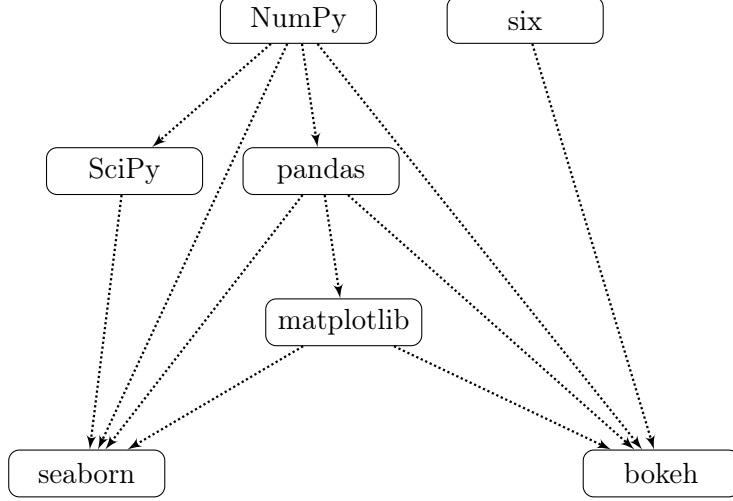 NumPy
six
SciPy
pandas
matplotlib
seaborn
bokeh